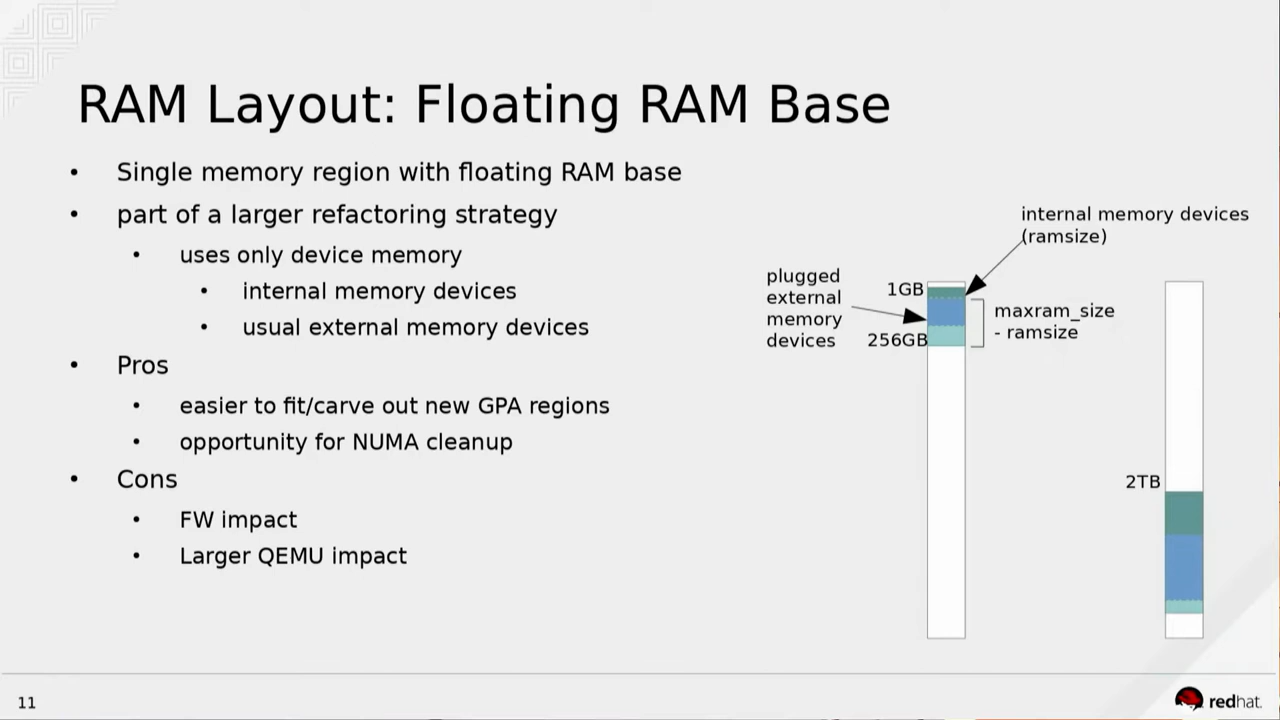 RAM Layout: Floating RAM Base
• Single memory region with floating RAM base
• part of a larger refactoring strategy
• uses only device memory
• internal memory devices
• usual external memory devices
• Pros
• easier to fit/carve out new GPA regions
• opportunity for NUMA cleanup
• Cons
• FW impact
• Larger QEMU impact
internal memory devices
(ramsize)
plugged
external
memory
devices
1GB
256GB
maxram_size
- ramsize
2TB
11
redhat.